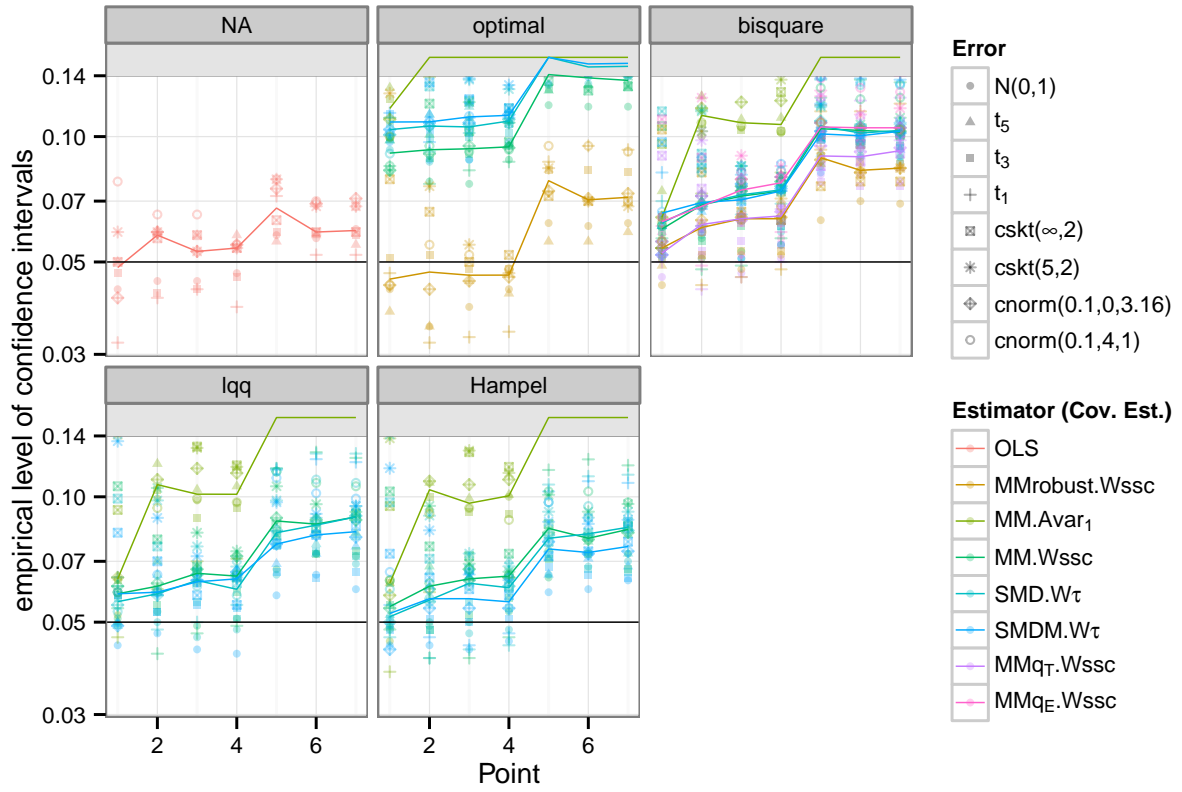 NA
optimal
bisquare
0.14
0.10
0.07
0.05
0.03
lqq
Hampel
0.14
0.10
0.07
0.05
0.03
2
4
6
2
4
6
Point
empirical level of confidence intervals
Error
N(0,1)
t5
t3
t1
cskt(∞,2)
cskt(5,2)
cnorm(0.1,0,3.16)
cnorm(0.1,4,1)
Estimator (Cov. Est.)
OLS
MMrobust.Wssc
MM.Avar1
MM.Wssc
SMD.Wτ
SMDM.Wτ
MMqT.Wssc
MMqE.Wssc